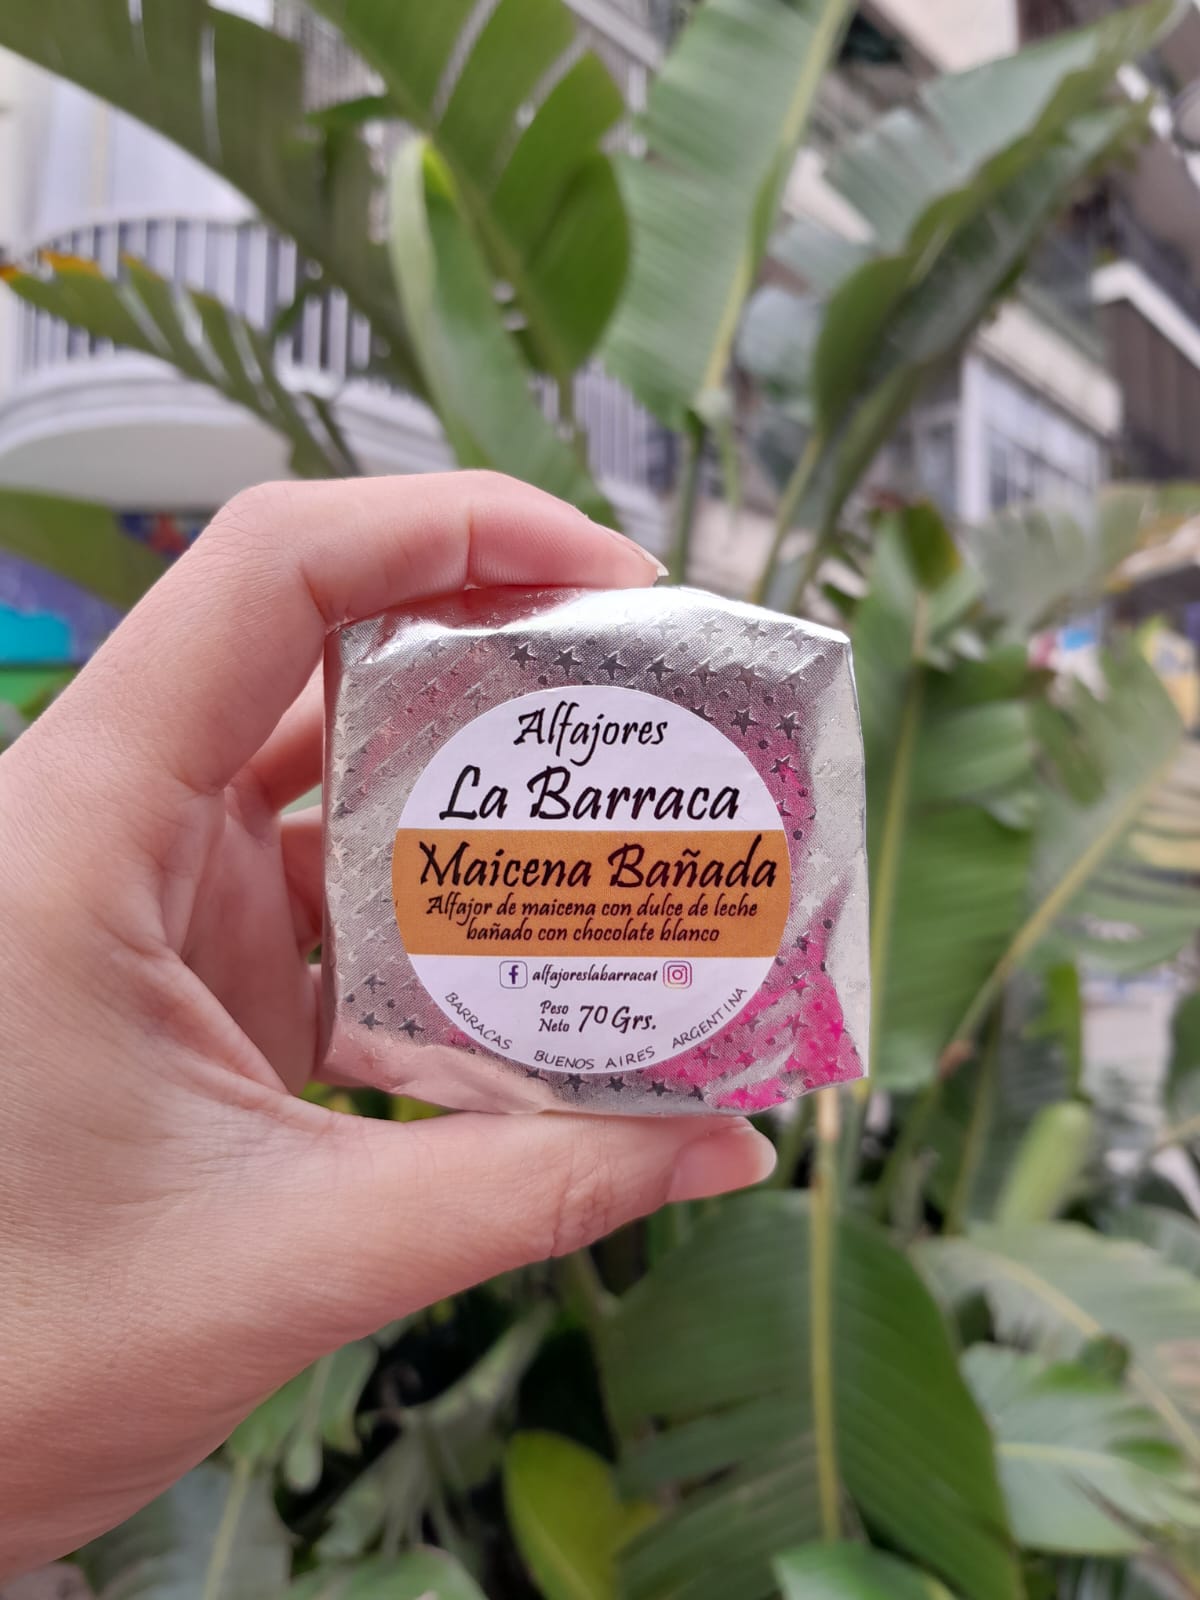 Alfajores
La Barraca
Maicena Bañada
Alfajor de maicena con dulce de leche
bañado con chocolate blanco
alfajoreslabarraca1
Peso
Neto 70 Grs.
BARRACAS BUENOS AIRES ARGENTINA